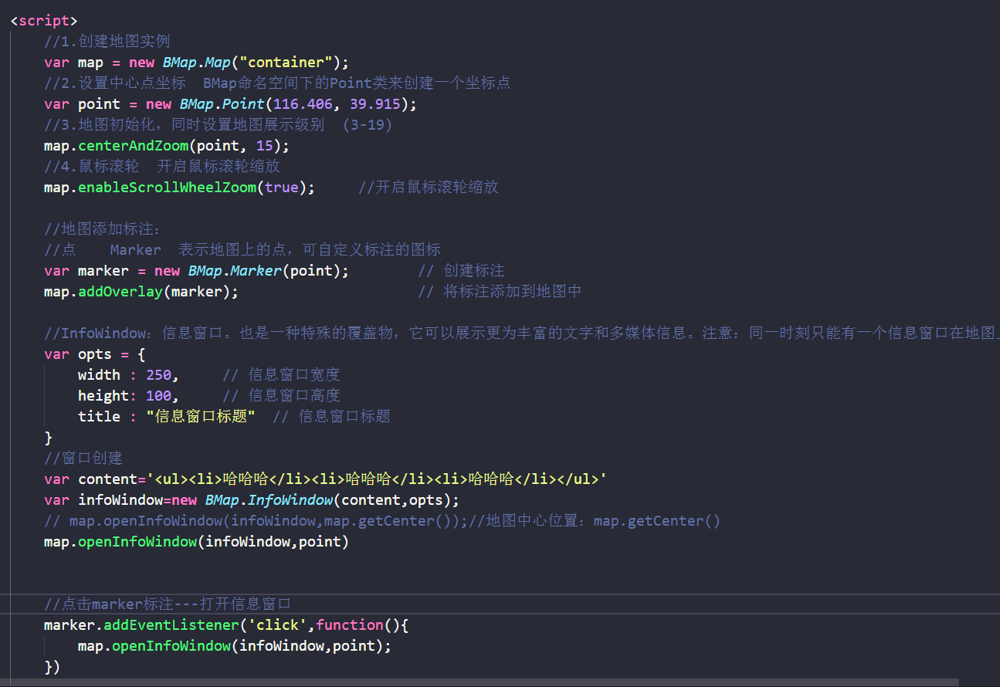 <script>
//1.创建地图实例
var map = new BMap.Map("container");
//2.设置中心点坐标  BMap命名空间下的Point类来创建一个坐标点
var point = new BMap.Point(116.406, 39.915);
//3.地图初始化，同时设置地图展示级别  (3-19)
map.centerAndZoom(point, 15);
//4.鼠标滚轮  开启鼠标滚轮缩放
map.enableScrollWheelZoom(true);     //开启鼠标滚轮缩放
//地图添加标注：
//点    Marker  表示地图上的点，可自定义标注的图标
var marker = new BMap.Marker(point);        // 创建标注
map.addOverlay(marker);                     // 将标注添加到地图中
//InfoWindow：信息窗口。也是一种特殊的覆盖物，它可以展示更为丰富的文字和多媒体信息。注意：同一时刻只能有一个信息窗口在地图上
var opts = {
width : 250,     // 信息窗口宽度
height: 100,     // 信息窗口高度
title : "信息窗口标题"  // 信息窗口标题
}
//窗口创建
var content='<ul><li>哈哈哈</li><li>哈哈哈</li><li>哈哈哈</li></ul>'
var infoWindow=new BMap.InfoWindow(content,opts);
// map.openInfoWindow(infoWindow,map.getCenter());//地图中心位置：map.getCenter()
map.openInfoWindow(infoWindow,point)
//点击marker标注---打开信息窗口
marker.addEventListener('click',function(){
map.openInfoWindow(infoWindow,point);
})